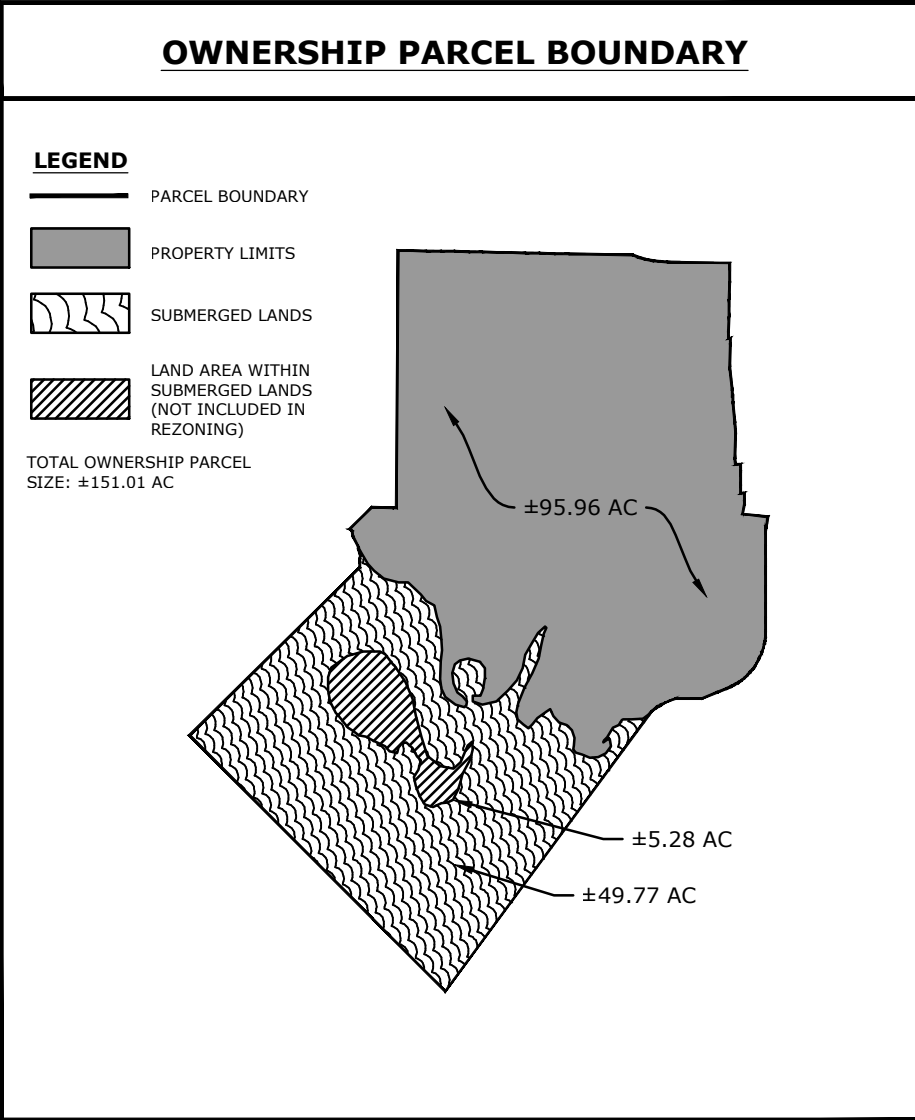 OWNERSHIP PARCEL BOUNDARY
LEGEND
PARCEL BOUNDARY
PROPERTY LIMITS
SUBMERGED LANDS
LAND AREA WITHIN
SUBMERGED LANDS
(NOT INCLUDED IN
REZONING)
TOTAL OWNERSHIP PARCEL
SIZE: ±151.01 AC
±95.96 AC
±5.28 AC
±49.77 AC